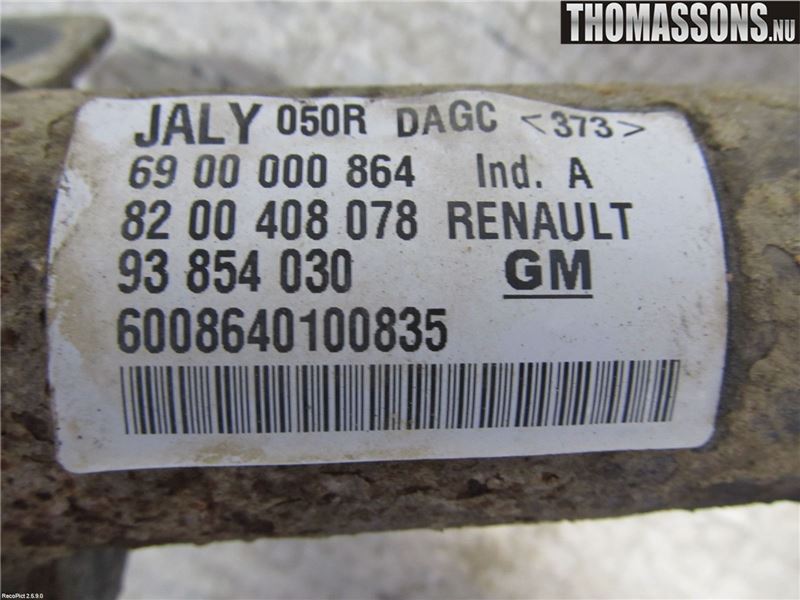 THOMASSONS.NU
JALY 050R DAGC <373>
69 00 000 864 Ind. A
82 00 408 078 RENAULT
93 854 030 GM
6008640100835
RecoPict 2.5.9.0